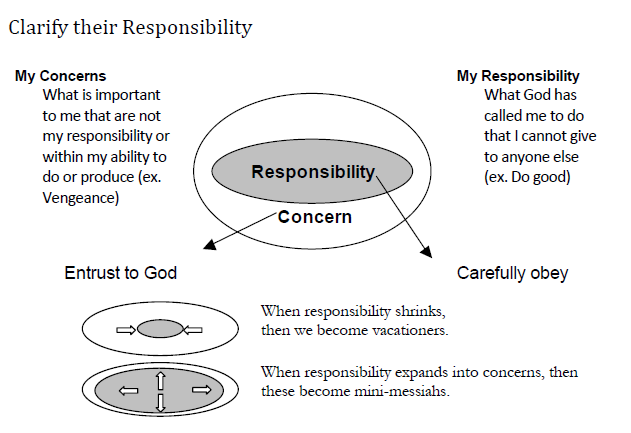 Clarify their Responsibility
My Concerns
What is important
to me that are not
my responsibility or
within my ability to
do or produce (ex.
Vengeance)
My Responsibility
What God has
called me to do
that I cannot give
to anyone else
(ex. Do good)
Responsibility
Concern
Entrust to God
Carefully obey
When responsibility shrinks,
then we become vacationers.
When responsibility expands into concerns, then
these become mini-messiahs.